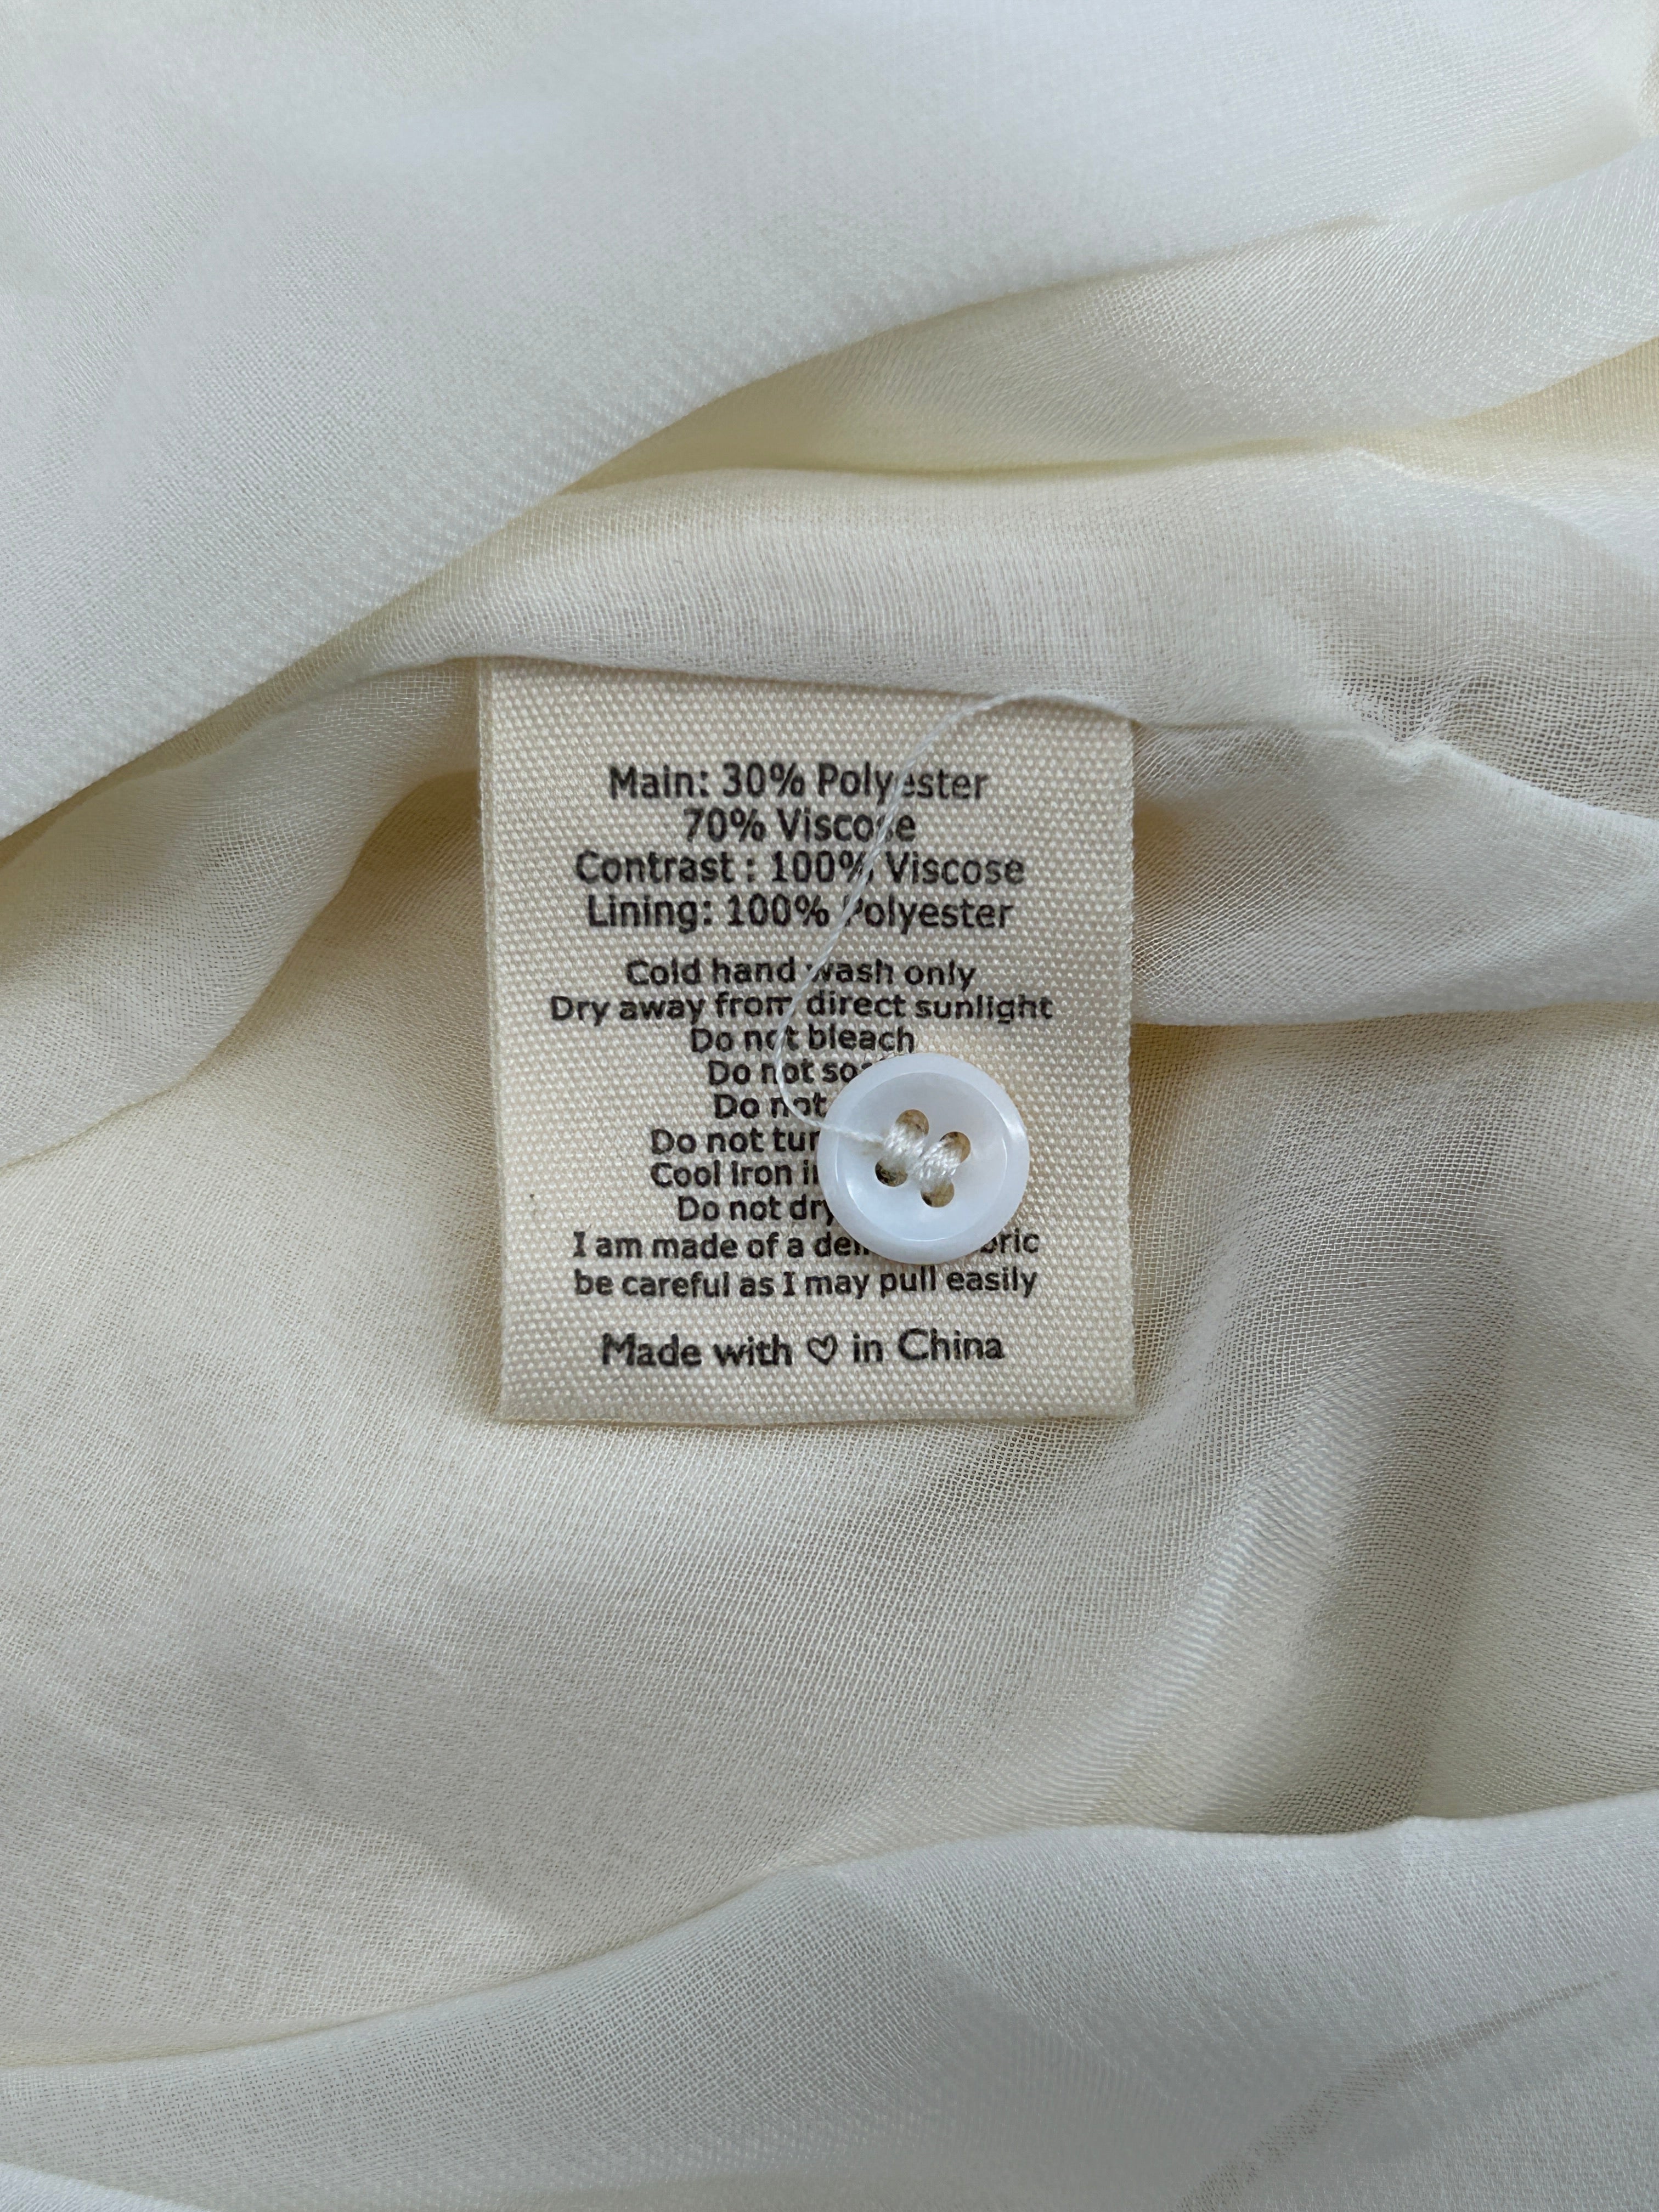 Main: 30% Polyester
70% Viscose
Contrast : 100% Viscose
Lining: 100% Polyester
Cold hand wash only
Dry away from direct sunlight
Do not bleach
Do not
Do not
Do not
Cool iron
Do not
I am made of a
be careful as I may pull easily
Made with ♡ in China